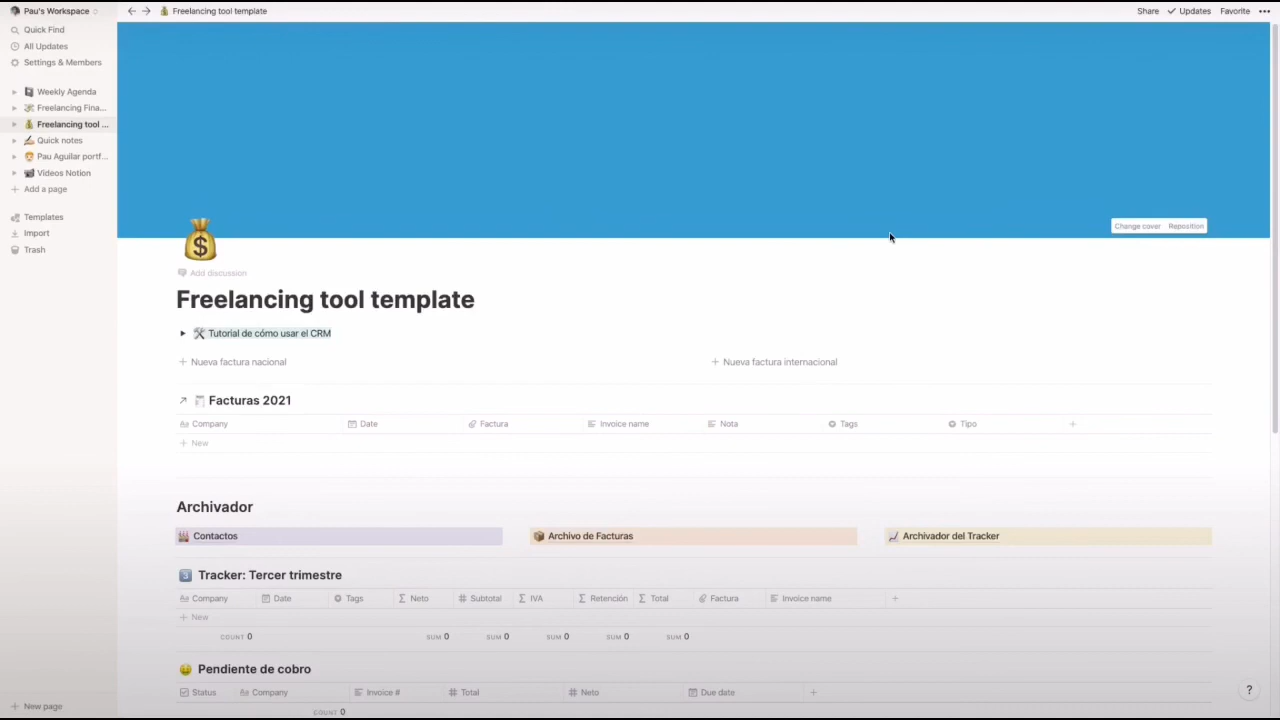 Pau's Workspace
Freelancing tool template
Share
Updates
Favorite
Quick Find
All Updates
Settings & Members
Weekly Agenda
Freelancing Fina...
Freelancing tool ...
Quick notes
Pau Aguilar portf...
Videos Notion
Add a page
Templates
Import
Trash
New page
Change cover Reposition
Add discussion
Freelancing tool template
Tutorial de cómo usar el CRM
Nueva factura nacional
Nueva factura internacional
Facturas 2021
Company Date Factura Invoice name Nota Tags Tipo
New
Archivador
Contactos
Archivo de Facturas
Archivador del Tracker
Tracker: Tercer trimestre
Company Date Tags Neto Subtotal IVA Retención Total Factura Invoice name
New
COUNT 0 SUM 0 SUM 0 SUM 0 SUM 0 SUM 0
Pendiente de cobro
Status Company Invoice # Total Neto Due date
COUNT 0
?